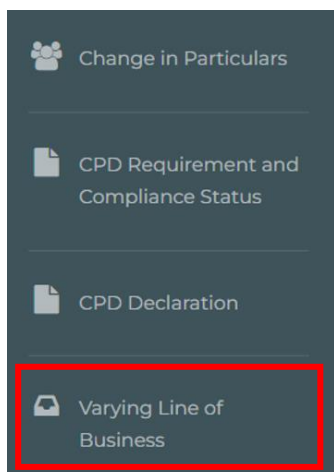 Change in Particulars
CPD Requirement and
Compliance Status
CPD Declaration
Varying Line of
Business